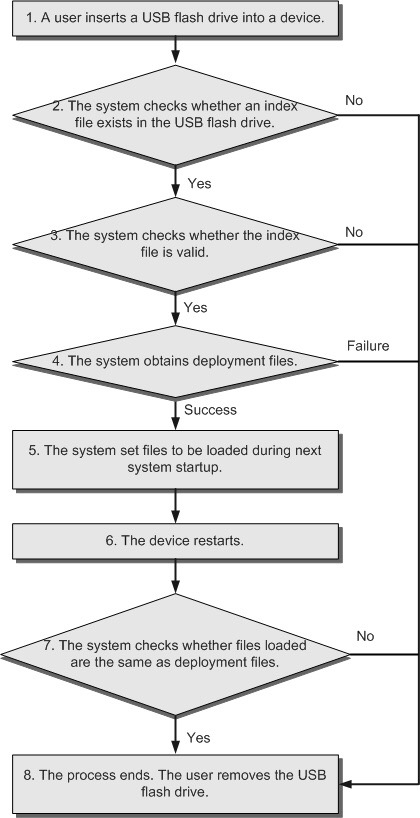 1. A user inserts a USB flash drive into a device.
2. The system checks whether an index
file exists in the USB flash drive.
No
Yes
3. The system checks whether the index
file is valid.
No
Yes
4. The system obtains deployment files.
Failure
Success
5. The system set files to be loaded during next
system startup.
6. The device restarts.
7. The system checks whether files loaded
are the same as deployment files.
No
Yes
8. The process ends. The user removes the USB
flash drive.